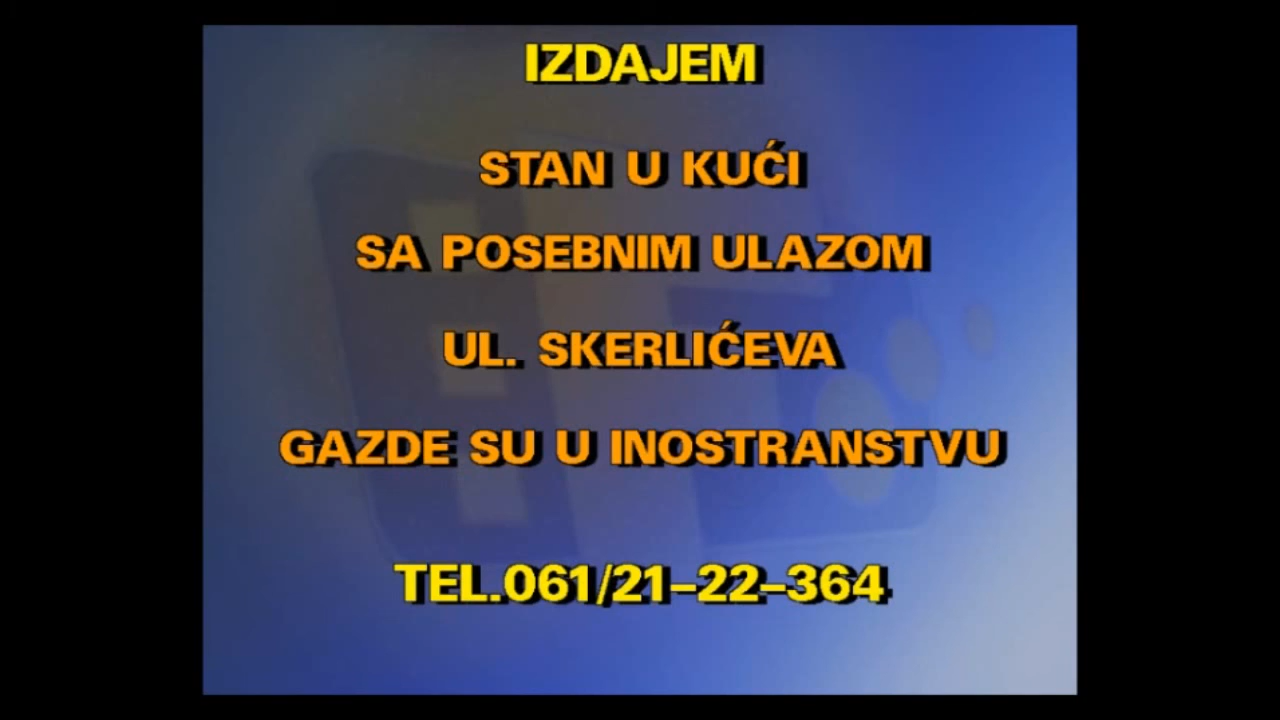 IZDAJEM
STAN U KUĆI
SA POSEBNIM ULAZOM
UL. SKERLIĆEVA
GAZDE SU U INOSTRANSTVU
TEL.061/21-22-364